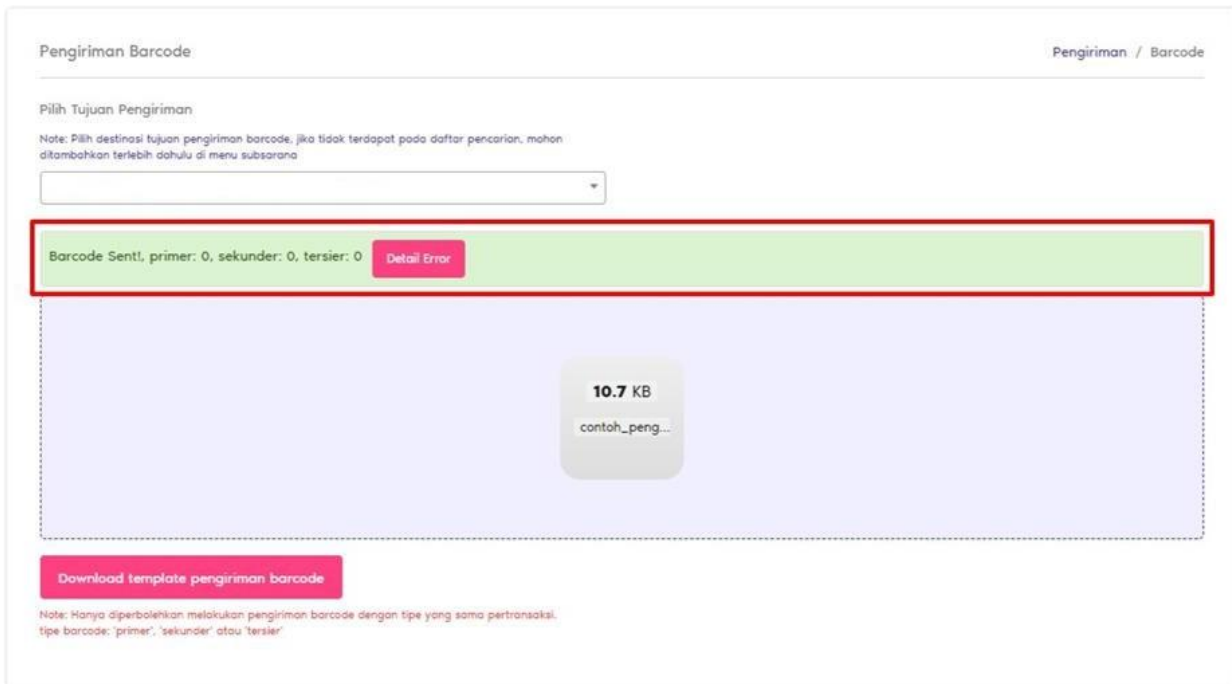 Pengiriman Barcode
Pengiriman / Barcode
Pilih Tujuan Pengiriman
Note: Pilih destinasi tujuan pengiriman barcode, jika tidak terdapat pada daftar pencarian, mohon
ditambahkan terlebih dahulu di menu subsarana
Barcode Sent!, primer: 0, sekunder: 0, tersier: 0
Detail Error
10.7 KB
contoh_peng...
Download template pengiriman barcode
Note: Hanya diperbolehkan melakukan pengiriman barcode dengan tipe yang sama pertransaksi.
tipe barcode: 'primer', 'sekunder' atau 'tersier'